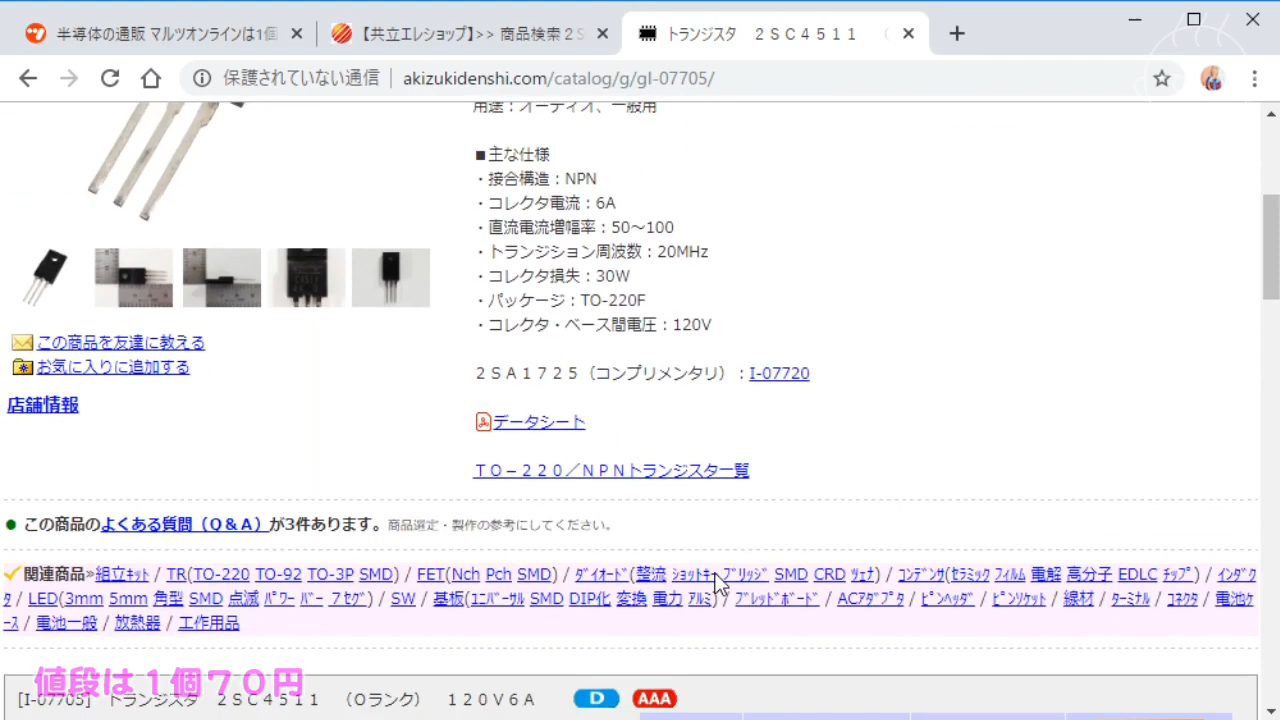 半導体の通販 マルツオンラインは1個
【共立エレショップ】>> 商品検索２Ｓ
トランジスタ　２ＳＣ４５１１　（
保護されていない通信
akizukidenshi.com/catalog/g/gI-07705/
用途：オーディオ、一般用
■主な仕様
・接合構造：NPN
・コレクタ電流：6A
・直流電流増幅率：50～100
・トランジション周波数：20MHz
・コレクタ損失：30W
・パッケージ：TO-220F
・コレクタ・ベース間電圧：120V
この商品を友達に教える
お気に入りに追加する
２ＳＡ１７２５（コンプリメンタリ）：I-07720
店舗情報
データシート
ＴＯ－２２０／ＮＰＮトランジスタ一覧
● この商品のよくある質問（Ｑ＆Ａ）が3件あります。商品選定・製作の参考にしてください。
関連商品»組立ｷｯﾄ / TR(TO-220 TO-92 TO-3P SMD) / FET(Nch Pch SMD) / ﾀﾞｲｵｰﾄﾞ(整流 ｼｮｯﾄｷｰ ﾌﾞﾘｯｼﾞ SMD CRD ﾂｪﾅ) / ｺﾝﾃﾞﾝｻ(ｾﾗﾐｯｸ ﾌｨﾙﾑ 電解 高分子 EDLC ﾁｯﾌﾟ) / ｲﾝﾀﾞｸ
ﾀ / LED(3mm 5mm 角型 SMD 点滅 ﾊﾟﾜｰ ﾊﾞｰ ７ｾｸﾞ) / SW / 基板(ﾕﾆﾊﾞｰｻﾙ SMD DIP化 変換 電力 ｱﾙﾐ) / ﾌﾞﾚｯﾄﾞﾎﾞｰﾄﾞ / ACｱﾀﾞﾌﾟﾀ / ﾋﾟﾝﾍｯﾀﾞ / ﾋﾟﾝｿｹｯﾄ / 線材 / ﾀｰﾐﾅﾙ / ｺﾈｸﾀ / 電池ｹ
ｰｽ / 電池一般 / 放熱器 / 工作用品
値段は１個７０円
[I-07705]　トランジスタ　２ＳＣ４５１１　（Ｏランク）　１２０Ｖ６Ａ D AAA